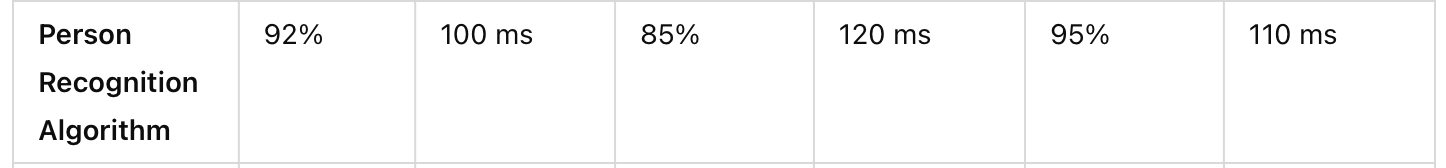 Person 92% 100 ms 85% 120 ms 95% 110 ms
Recognition
Algorithm